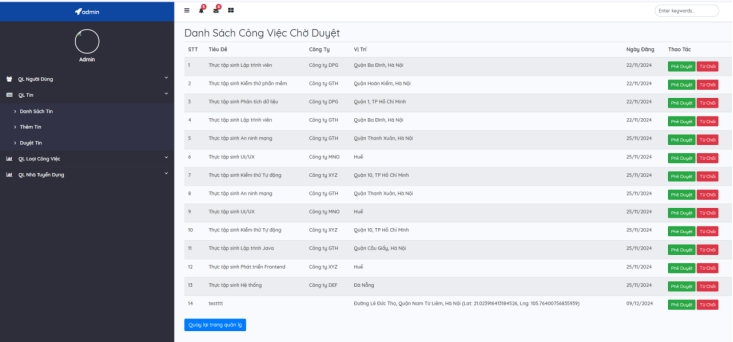 admin
Enter keywords..
Admin
QL Người Dùng
QL Tin
Danh Sách Tin
Thêm Tin
Duyệt Tin
QL Loại Công Việc
QL Nhà Tuyển Dụng
Danh Sách Công Việc Chờ Duyệt
STT Tiêu Đề Công Ty Vị Trí Ngày Đăng Thao Tác
1 Thực tập sinh Lập trình viên Công ty DPG Quận Ba Đình, Hà Nội 22/11/2024 Phê Duyệt Từ Chối
2 Thực tập sinh Kiểm thử phần mềm Công ty GTH Quận Hoàn Kiếm, Hà Nội 22/11/2024 Phê Duyệt Từ Chối
3 Thực tập sinh Phân tích dữ liệu Công ty DPG Quận 1, TP Hồ Chí Minh 22/11/2024 Phê Duyệt Từ Chối
4 Thực tập sinh Lập trình viên Công ty GTH Quận Ba Đình, Hà Nội 22/11/2024 Phê Duyệt Từ Chối
5 Thực tập sinh An ninh mạng Công ty GTH Quận Thanh Xuân, Hà Nội 25/11/2024 Phê Duyệt Từ Chối
6 Thực tập sinh UI/UX Công ty MNO Huế 25/11/2024 Phê Duyệt Từ Chối
7 Thực tập sinh Kiểm thử Tự động Công ty XYZ Quận 10, TP Hồ Chí Minh 25/11/2024 Phê Duyệt Từ Chối
8 Thực tập sinh An ninh mạng Công ty GTH Quận Thanh Xuân, Hà Nội 25/11/2024 Phê Duyệt Từ Chối
9 Thực tập sinh UI/UX Công ty MNO Huế 25/11/2024 Phê Duyệt Từ Chối
10 Thực tập sinh Kiểm thử Tự động Công ty XYZ Quận 10, TP Hồ Chí Minh 25/11/2024 Phê Duyệt Từ Chối
11 Thực tập sinh Lập trình Java Công ty GTH Quận Cầu Giấy, Hà Nội 25/11/2024 Phê Duyệt Từ Chối
12 Thực tập sinh Phát triển Frontend Công ty XYZ Huế 25/11/2024 Phê Duyệt Từ Chối
13 Thực tập sinh Hệ thống Công ty DEF Đà Nẵng 25/11/2024 Phê Duyệt Từ Chối
14 Đường Lê Đức Thọ, Quận Nam Từ Liêm, Hà Nội 09/12/2024 Phê Duyệt Từ Chối
Quay lại trang quản lý